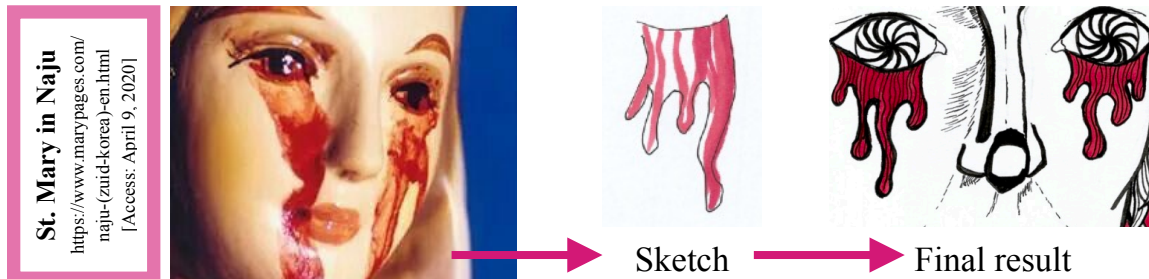 St. Mary in Naju
https://www.marypages.com/
naju-(zuid-korea)-en.html
[Access: April 9, 2020]
Sketch
Final result